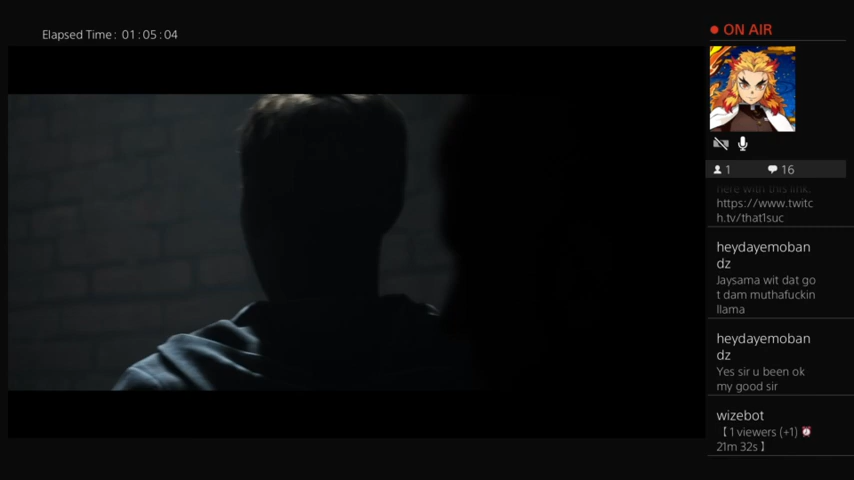 Elapsed Time: 01:05:04
ON AIR
1 16
here with this link.
https://www.twitc
h.tv/that1suc
heydayemoban
dz
Jaysama wit dat go
t dam muthafuckin
llama
heydayemoban
dz
Yes sir u been ok
my good sir
wizebot
【 1 viewers (+1) ⏰
21m 32s 】